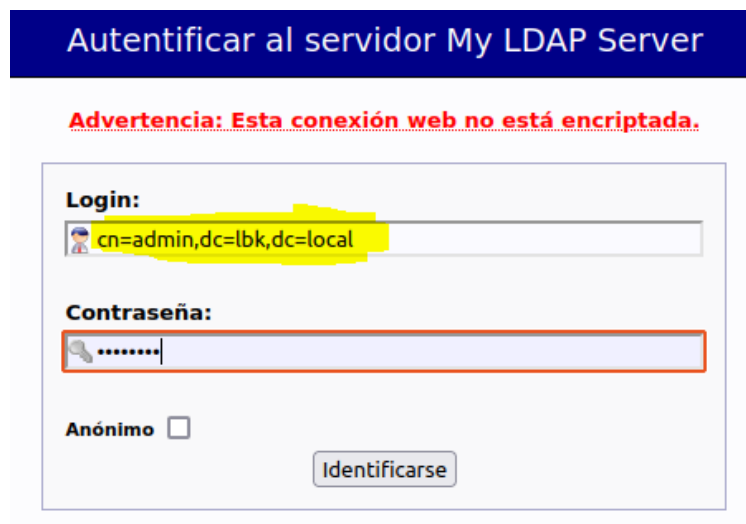 Autentificar al servidor My LDAP Server
Advertencia: Esta conexión web no está encriptada.
Login:
cn=admin,dc=lbk,dc=local
Contraseña:
••••••••
Anónimo
Identificarse